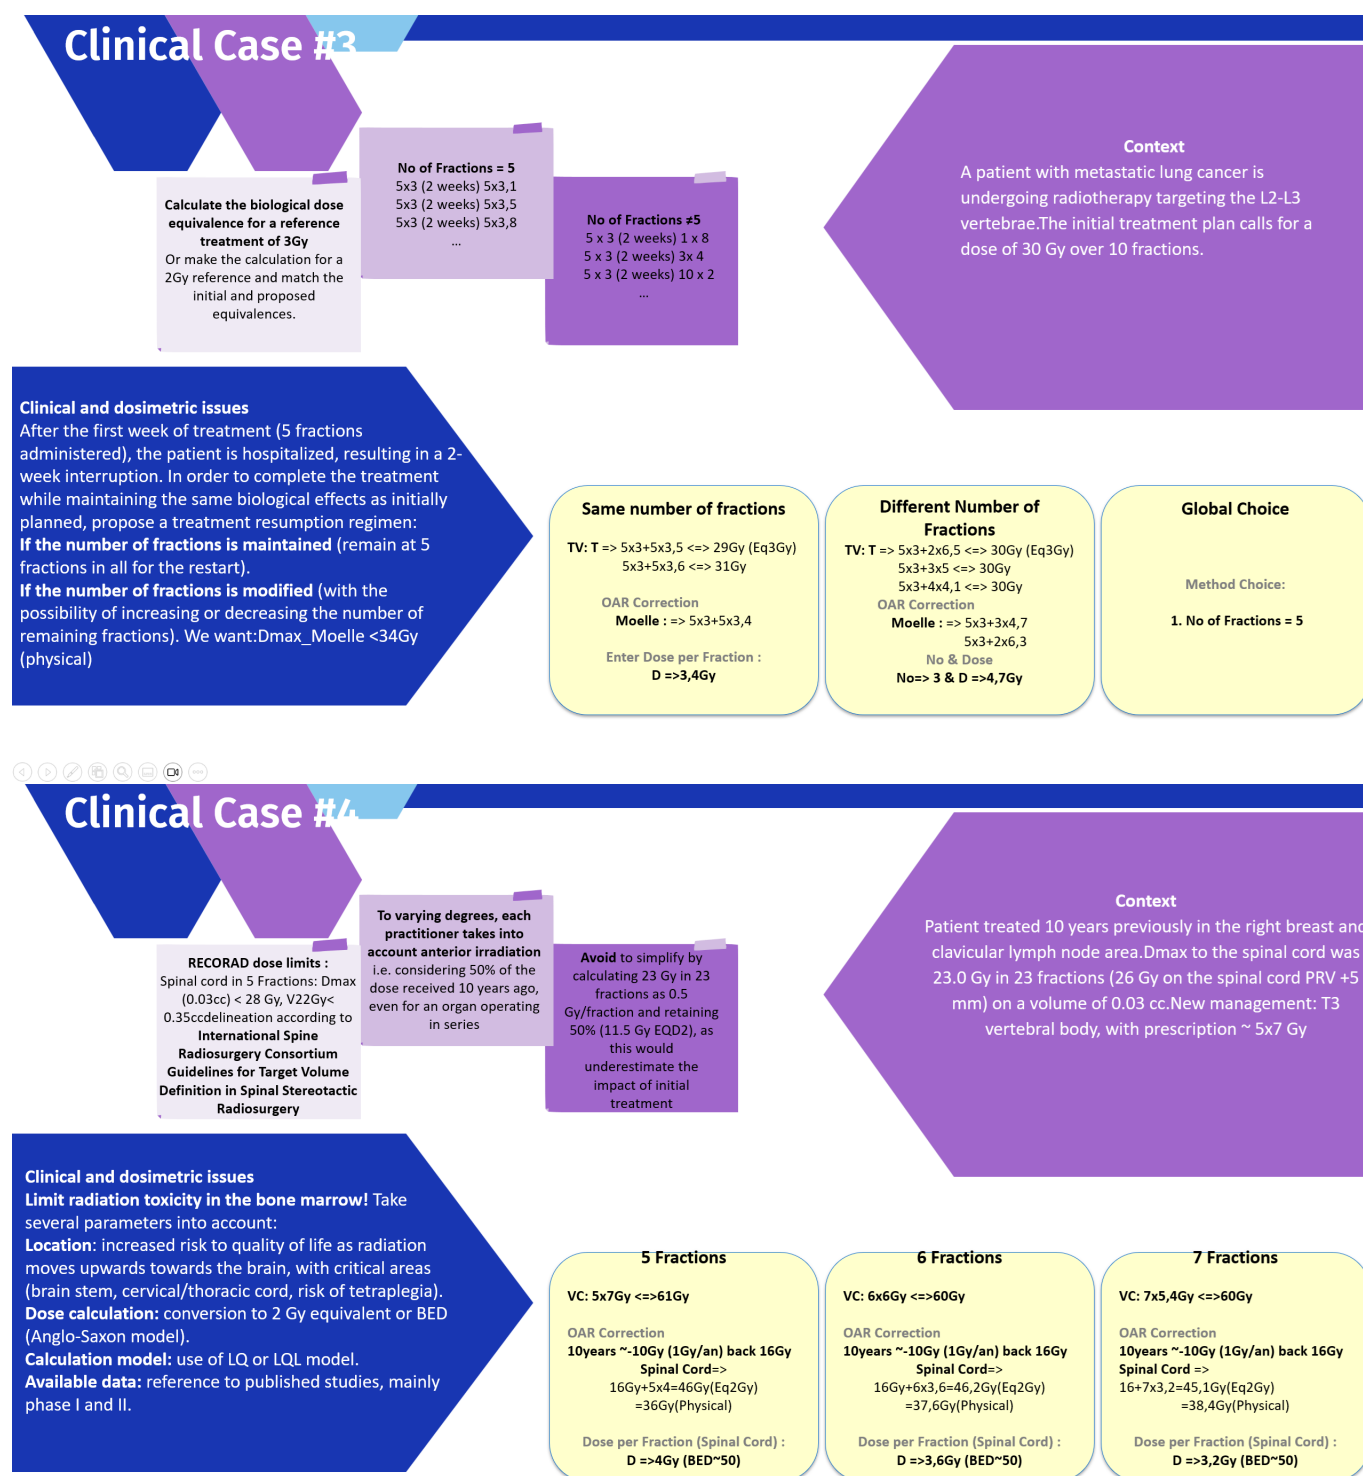 Clinical Case #3
Calculate the biological dose
equivalence for a reference
treatment of 3Gy
Or make the calculation for a
2Gy reference and match the
initial and proposed
equivalences.
No of Fractions = 5
5x3 (2 weeks) 5x3,1
5x3 (2 weeks) 5x3,5
5x3 (2 weeks) 5x3,8
...
No of Fractions ≠5
5 x 3 (2 weeks) 1 x 8
5 x 3 (2 weeks) 3x 4
5 x 3 (2 weeks) 10 x 2
...
Context
A patient with metastatic lung cancer is
undergoing radiotherapy targeting the L2-L3
vertebrae.The initial treatment plan calls for a
dose of 30 Gy over 10 fractions.
Clinical and dosimetric issues
After the first week of treatment (5 fractions
administered), the patient is hospitalized, resulting in a 2-
week interruption. In order to complete the treatment
while maintaining the same biological effects as initially
planned, propose a treatment resumption regimen:
If the number of fractions is maintained (remain at 5
fractions in all for the restart).
If the number of fractions is modified (with the
possibility of increasing or decreasing the number of
remaining fractions). We want:Dmax_Moelle <34Gy
(physical)
Same number of fractions
TV: T => 5x3+5x3,5 <=> 29Gy (Eq3Gy)
5x3+5x3,6 <=> 31Gy
OAR Correction
Moelle : => 5x3+5x3,4
Enter Dose per Fraction :
D =>3,4Gy
Different Number of
Fractions
TV: T => 5x3+2x6,5 <=> 30Gy (Eq3Gy)
5x3+3x5 <=> 30Gy
5x3+4x4,1 <=> 30Gy
OAR Correction
Moelle : => 5x3+3x4,7
5x3+2x6,3
No & Dose
No=> 3 & D =>4,7Gy
Global Choice
Method Choice:
1. No of Fractions = 5
Clinical Case #4
RECORAD dose limits :
Spinal cord in 5 Fractions: Dmax
(0.03cc) < 28 Gy, V22Gy<
0.35ccdelineation according to
International Spine
Radiosurgery Consortium
Guidelines for Target Volume
Definition in Spinal Stereotactic
Radiosurgery
To varying degrees, each
practitioner takes into
account anterior irradiation
i.e. considering 50% of the
dose received 10 years ago,
even for an organ operating
in series
Avoid to simplify by
calculating 23 Gy in 23
fractions as 0.5
Gy/fraction and retaining
50% (11.5 Gy EQD2), as
this would
underestimate the
impact of initial
treatment
Context
Patient treated 10 years previously in the right breast and
clavicular lymph node area.Dmax to the spinal cord was
23.0 Gy in 23 fractions (26 Gy on the spinal cord PRV +5
mm) on a volume of 0.03 cc.New management: T3
vertebral body, with prescription ~ 5x7 Gy
Clinical and dosimetric issues
Limit radiation toxicity in the bone marrow! Take
several parameters into account:
Location: increased risk to quality of life as radiation
moves upwards towards the brain, with critical areas
(brain stem, cervical/thoracic cord, risk of tetraplegia).
Dose calculation: conversion to 2 Gy equivalent or BED
(Anglo-Saxon model).
Calculation model: use of LQ or LQL model.
Available data: reference to published studies, mainly
phase I and II.
5 Fractions
VC: 5x7Gy <=>61Gy
OAR Correction
10years ~-10Gy (1Gy/an) back 16Gy
Spinal Cord=>
16Gy+5x4=46Gy(Eq2Gy)
=36Gy(Physical)
Dose per Fraction (Spinal Cord) :
D =>4Gy (BED~50)
6 Fractions
VC: 6x6Gy <=>60Gy
OAR Correction
10years ~-10Gy (1Gy/an) back 16Gy
Spinal Cord=>
16Gy+6x3,6=46,2Gy(Eq2Gy)
=37,6Gy(Physical)
Dose per Fraction (Spinal Cord) :
D =>3,6Gy (BED~50)
7 Fractions
VC: 7x5,4Gy <=>60Gy
OAR Correction
10years ~-10Gy (1Gy/an) back 16Gy
Spinal Cord =>
16+7x3,2=45,1Gy(Eq2Gy)
=38,4Gy(Physical)
Dose per Fraction (Spinal Cord) :
D =>3,2Gy (BED~50)